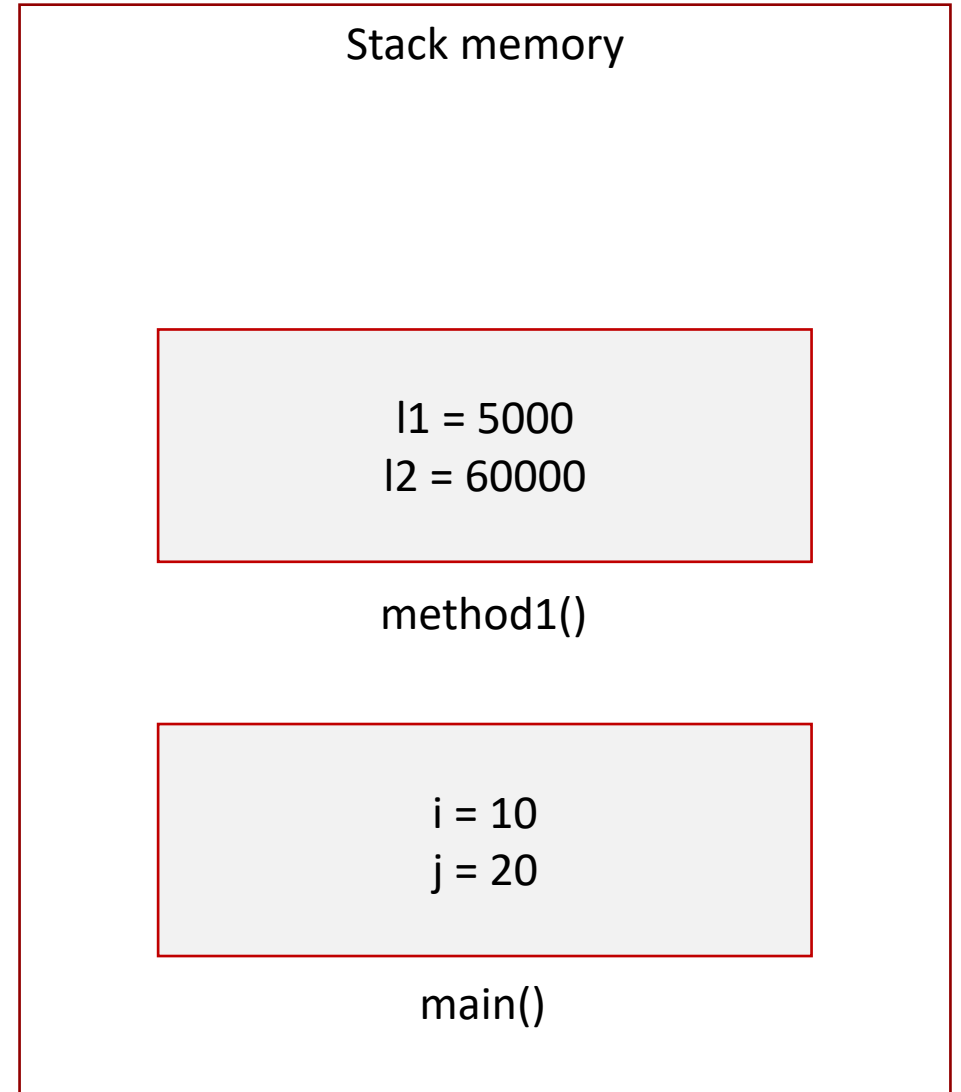 Stack memory
l1 = 5000
l2 = 60000
method1()
i = 10
j = 20
main()